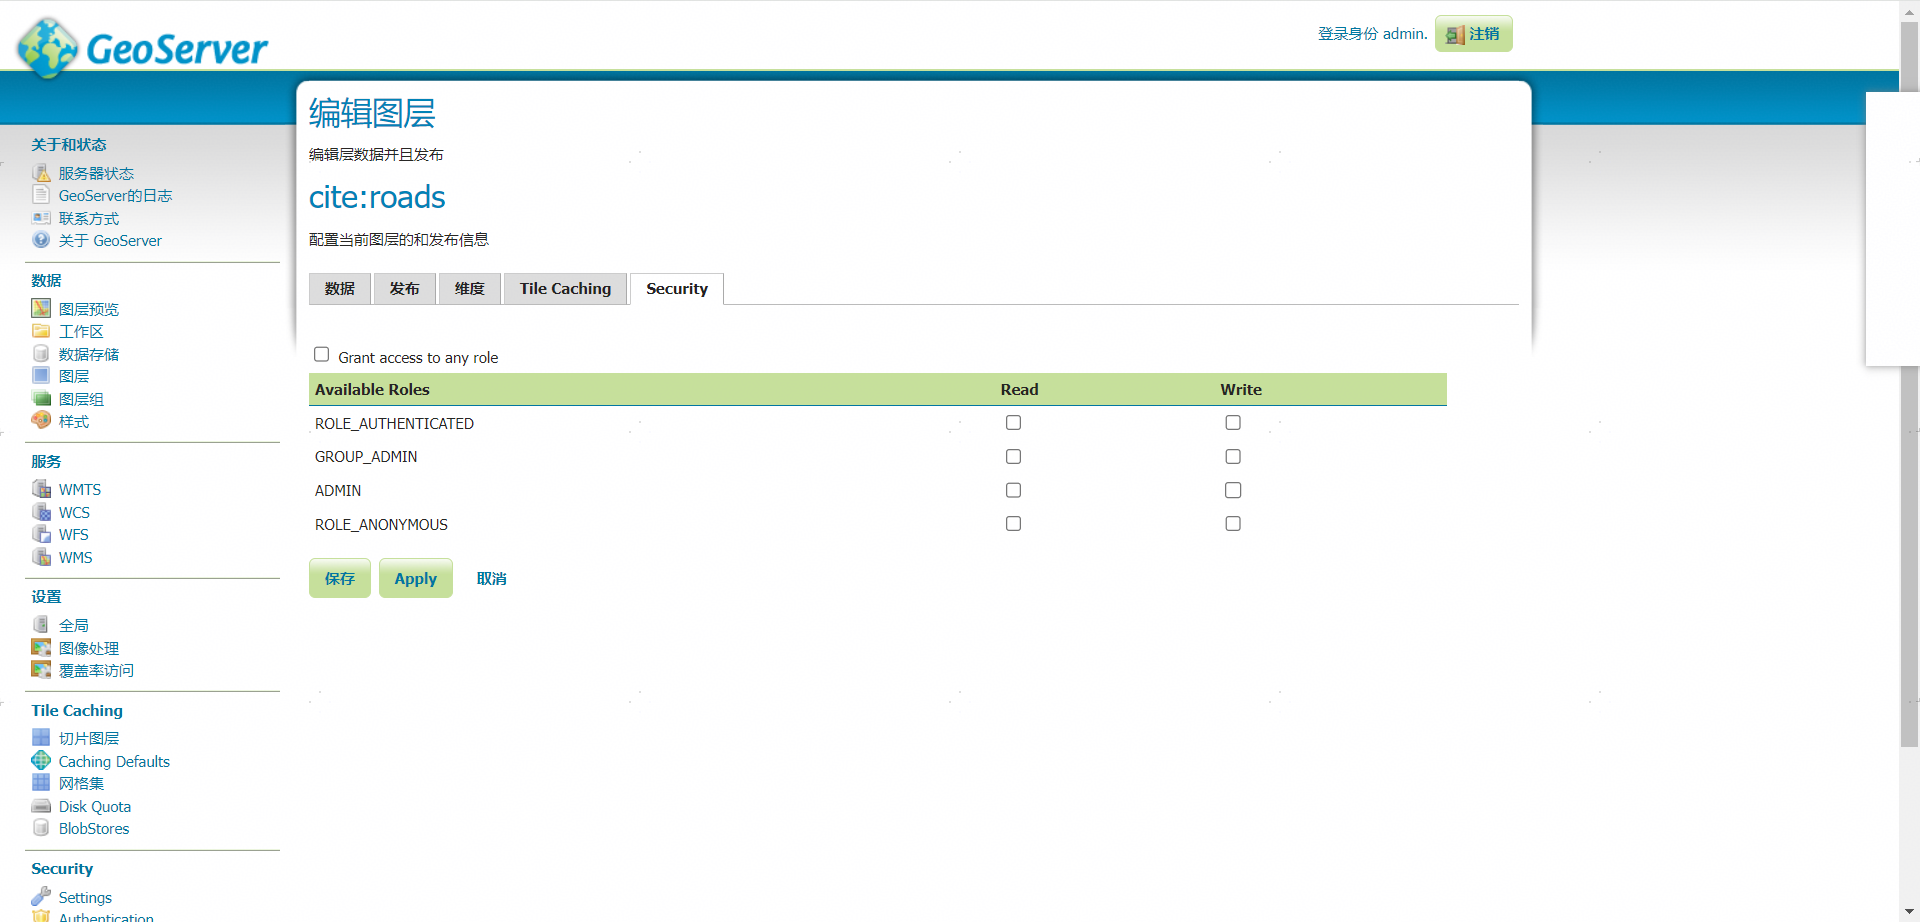 GeoServer
登录身份 admin.
注销
关于和状态
服务器状态
GeoServer的日志
联系方式
关于 GeoServer
数据
图层预览
工作区
数据存储
图层
图层组
样式
服务
WMTS
WCS
WFS
WMS
设置
全局
图像处理
覆盖率访问
Tile Caching
切片图层
Caching Defaults
网格集
Disk Quota
BlobStores
Security
Settings
Authentication
编辑图层
编辑层数据并且发布
cite:roads
配置当前图层的和发布信息
数据 发布 维度 Tile Caching Security
Grant access to any role
Available Roles Read Write
ROLE_AUTHENTICATED
GROUP_ADMIN
ADMIN
ROLE_ANONYMOUS
保存 Apply 取消